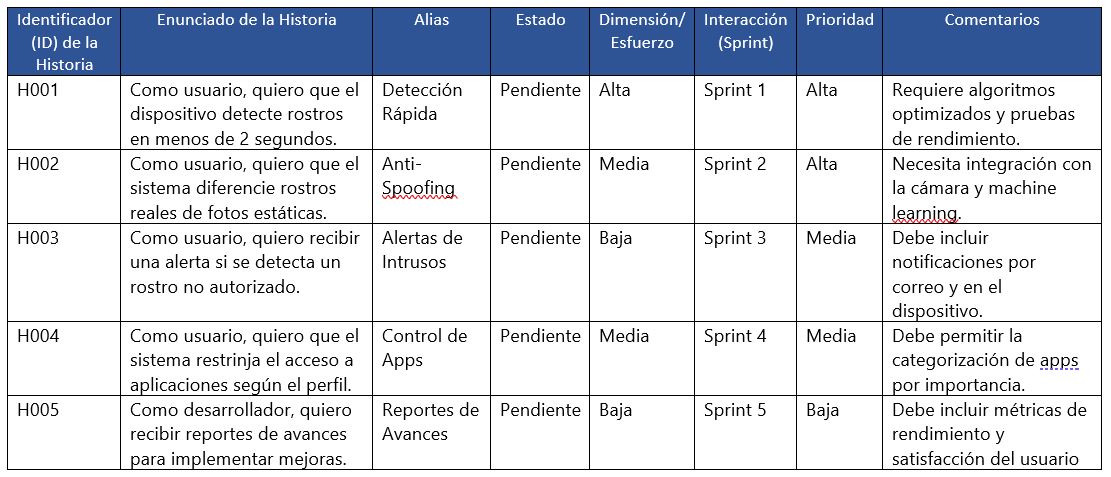 Identificador (ID) de la Historia | Enunciado de la Historia | Alias | Estado | Dimensión/ Esfuerzo | Interacción (Sprint) | Prioridad | Comentarios
H001 | Como usuario, quiero que el dispositivo detecte rostros en menos de 2 segundos. | Detección Rápida | Pendiente | Alta | Sprint 1 | Alta | Requiere algoritmos optimizados y pruebas de rendimiento.
H002 | Como usuario, quiero que el sistema diferencie rostros reales de fotos estáticas. | Anti-Spoofing | Pendiente | Media | Sprint 2 | Alta | Necesita integración con la cámara y machine learning.
H003 | Como usuario, quiero recibir una alerta si se detecta un rostro no autorizado. | Alertas de Intrusos | Pendiente | Baja | Sprint 3 | Media | Debe incluir notificaciones por correo y en el dispositivo.
H004 | Como usuario, quiero que el sistema restrinja el acceso a aplicaciones según el perfil. | Control de Apps | Pendiente | Media | Sprint 4 | Media | Debe permitir la categorización de apps por importancia.
H005 | Como desarrollador, quiero recibir reportes de avances para implementar mejoras. | Reportes de Avances | Pendiente | Baja | Sprint 5 | Baja | Debe incluir métricas de rendimiento y satisfacción del usuario